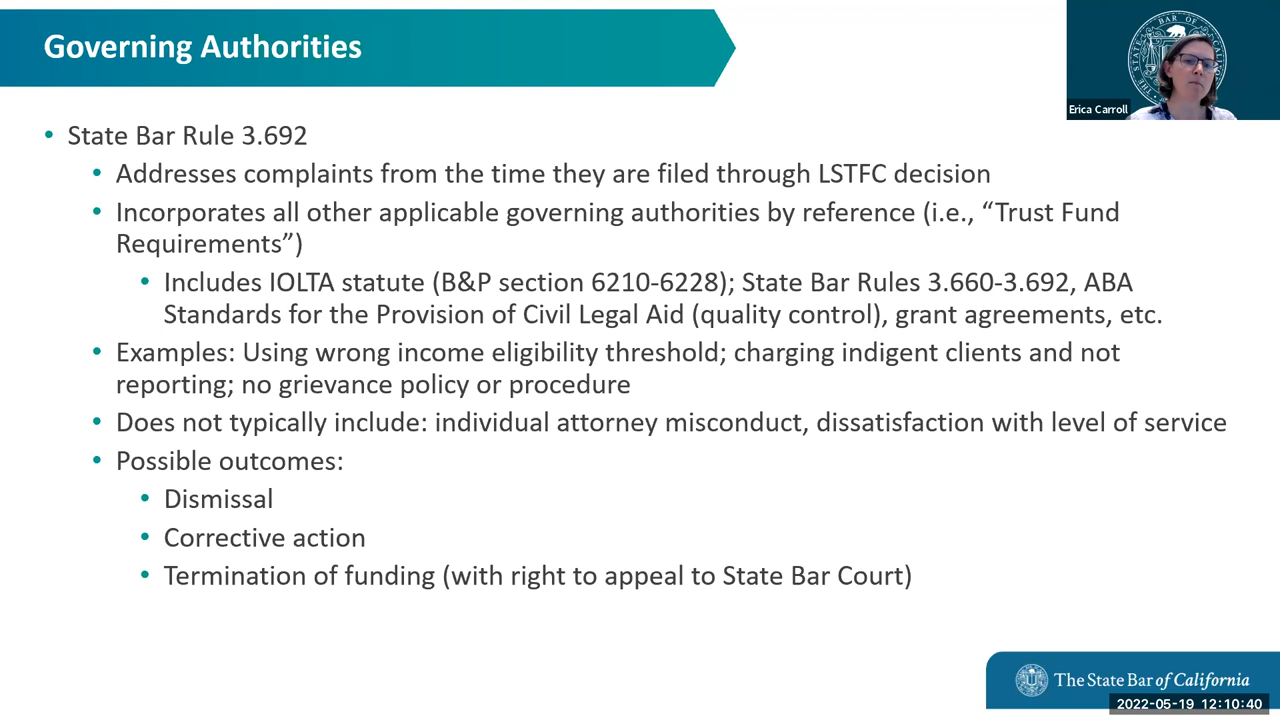 Governing Authorities
Erica Carroll
• State Bar Rule 3.692
• Addresses complaints from the time they are filed through LSTFC decision
• Incorporates all other applicable governing authorities by reference (i.e., “Trust Fund
Requirements”)
• Includes IOLTA statute (B&P section 6210-6228); State Bar Rules 3.660-3.692, ABA
Standards for the Provision of Civil Legal Aid (quality control), grant agreements, etc.
• Examples: Using wrong income eligibility threshold; charging indigent clients and not
reporting; no grievance policy or procedure
• Does not typically include: individual attorney misconduct, dissatisfaction with level of service
• Possible outcomes:
• Dismissal
• Corrective action
• Termination of funding (with right to appeal to State Bar Court)
The State Bar of California
2022-05-19 12:10:40